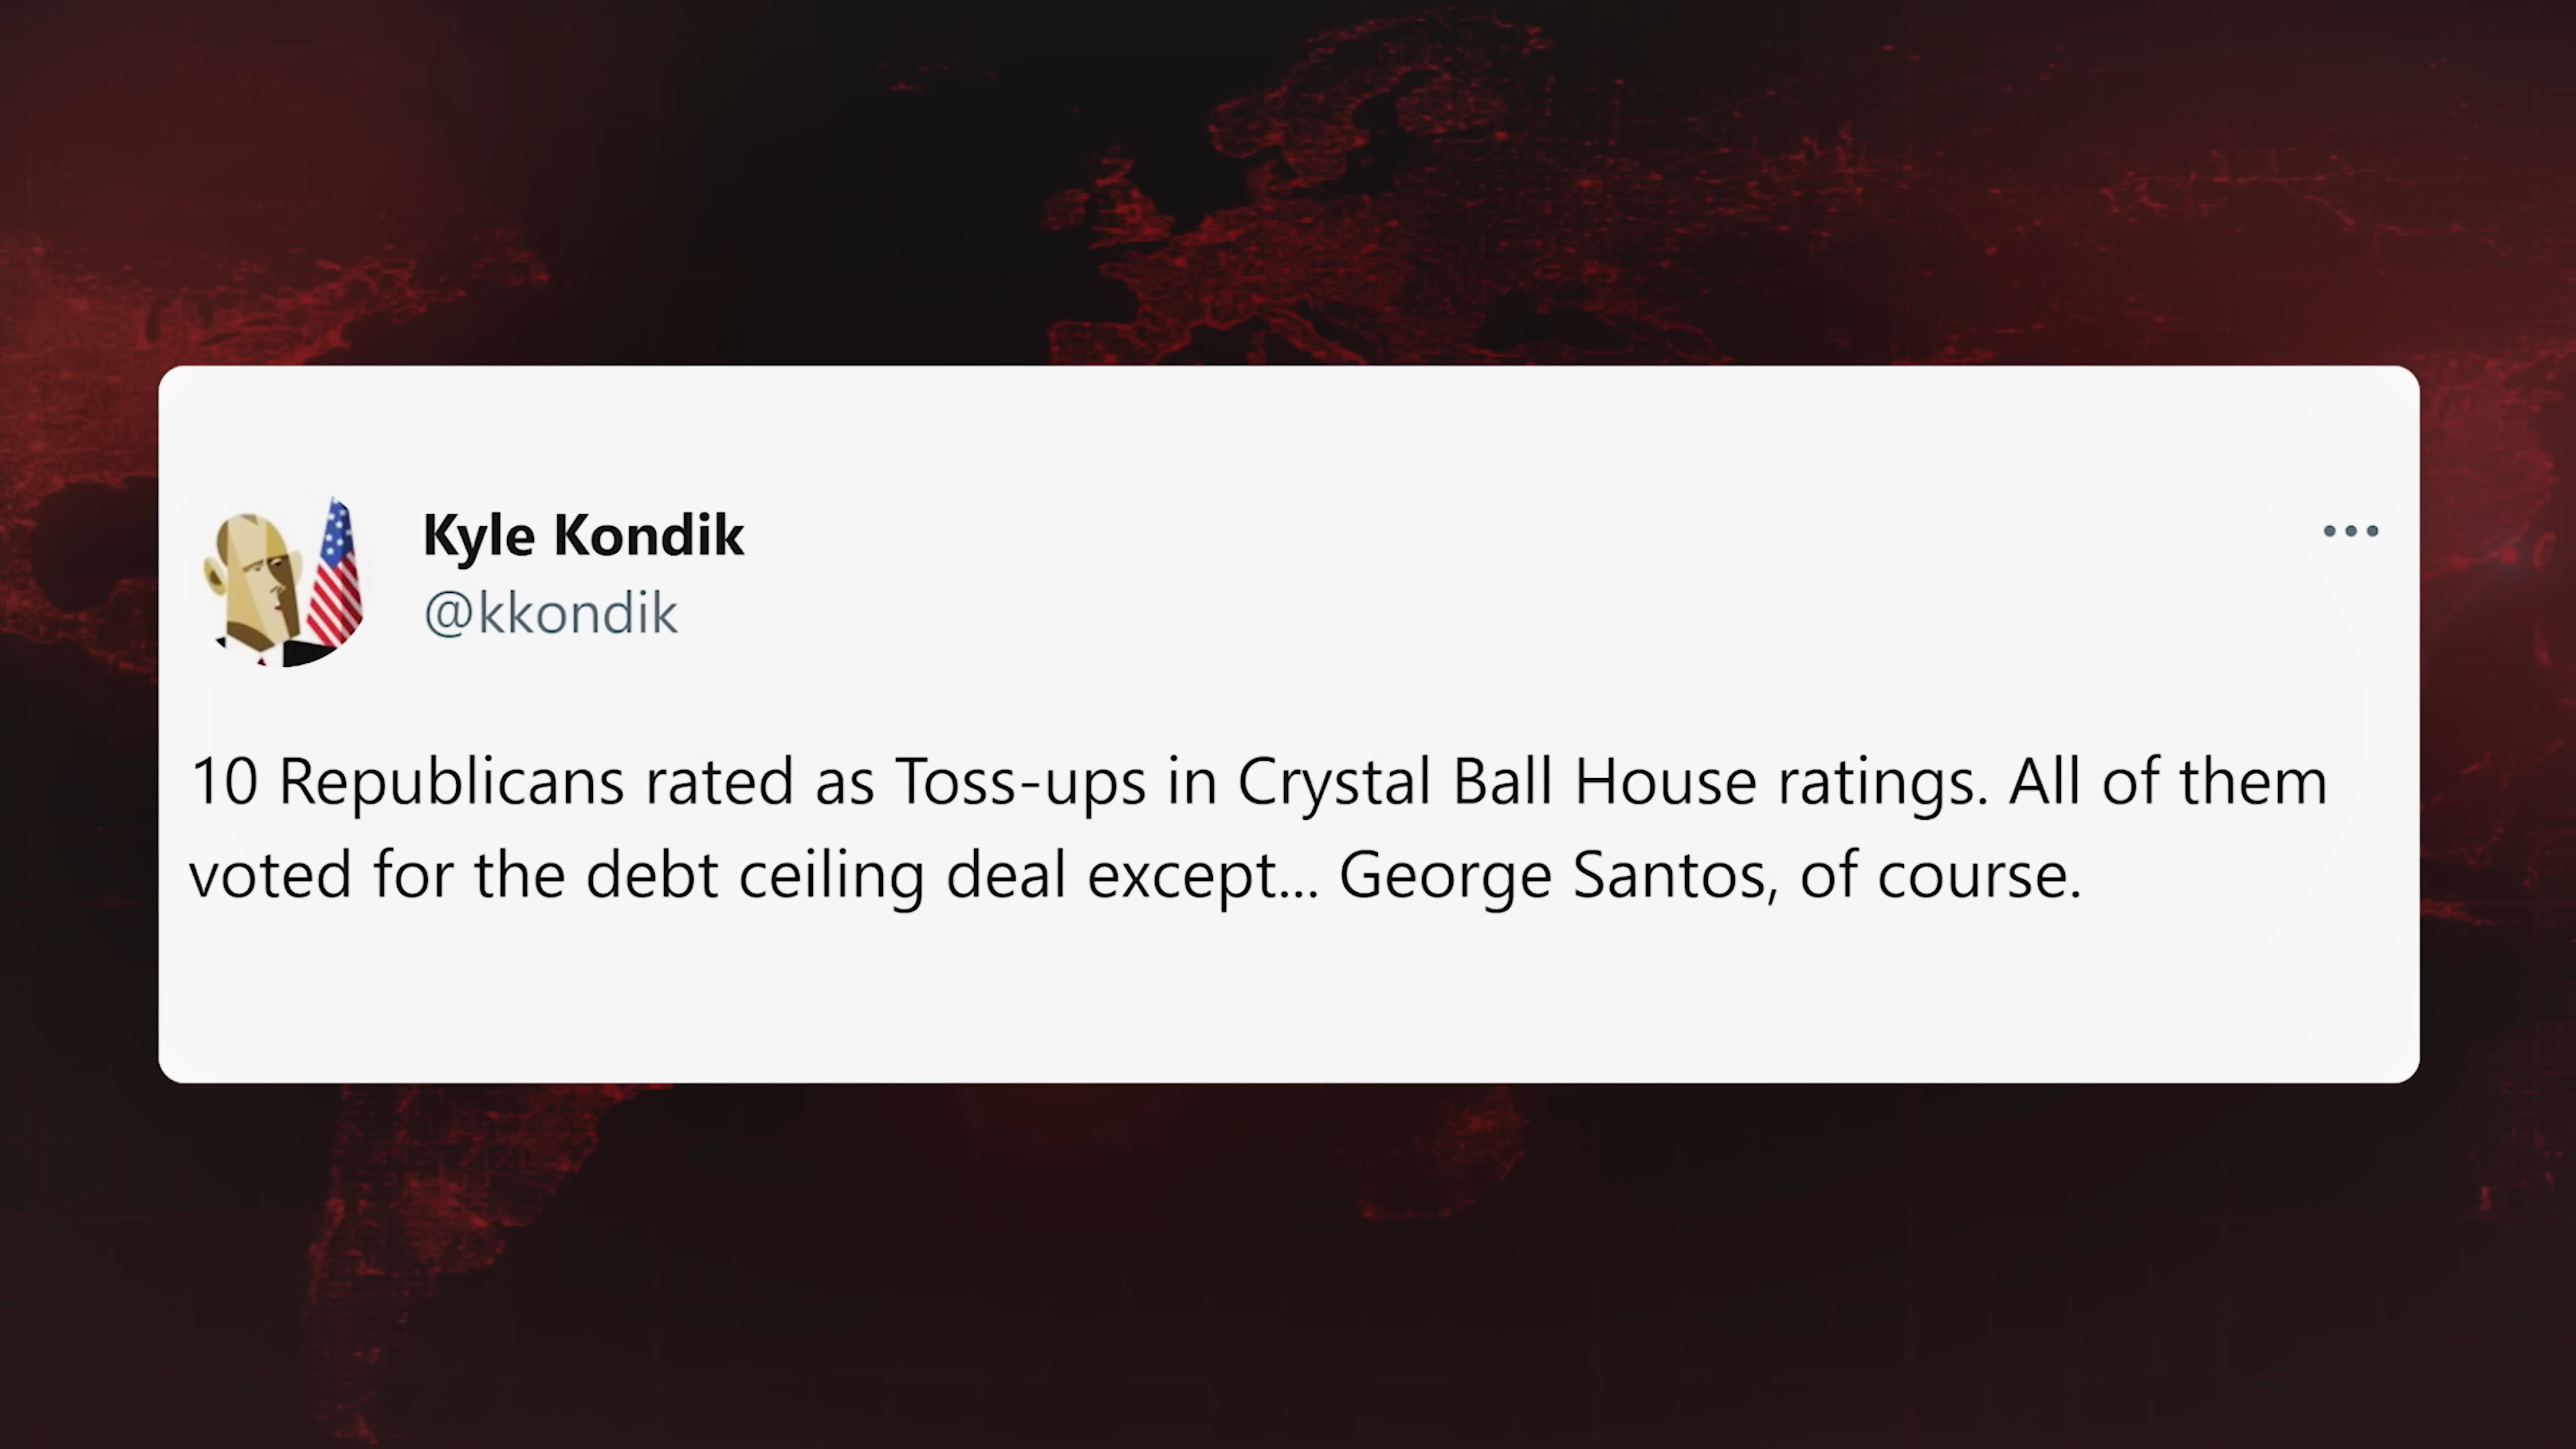 Kyle Kondik
@kkondik
10 Republicans rated as Toss-ups in Crystal Ball House ratings. All of them
voted for the debt ceiling deal except... George Santos, of course.